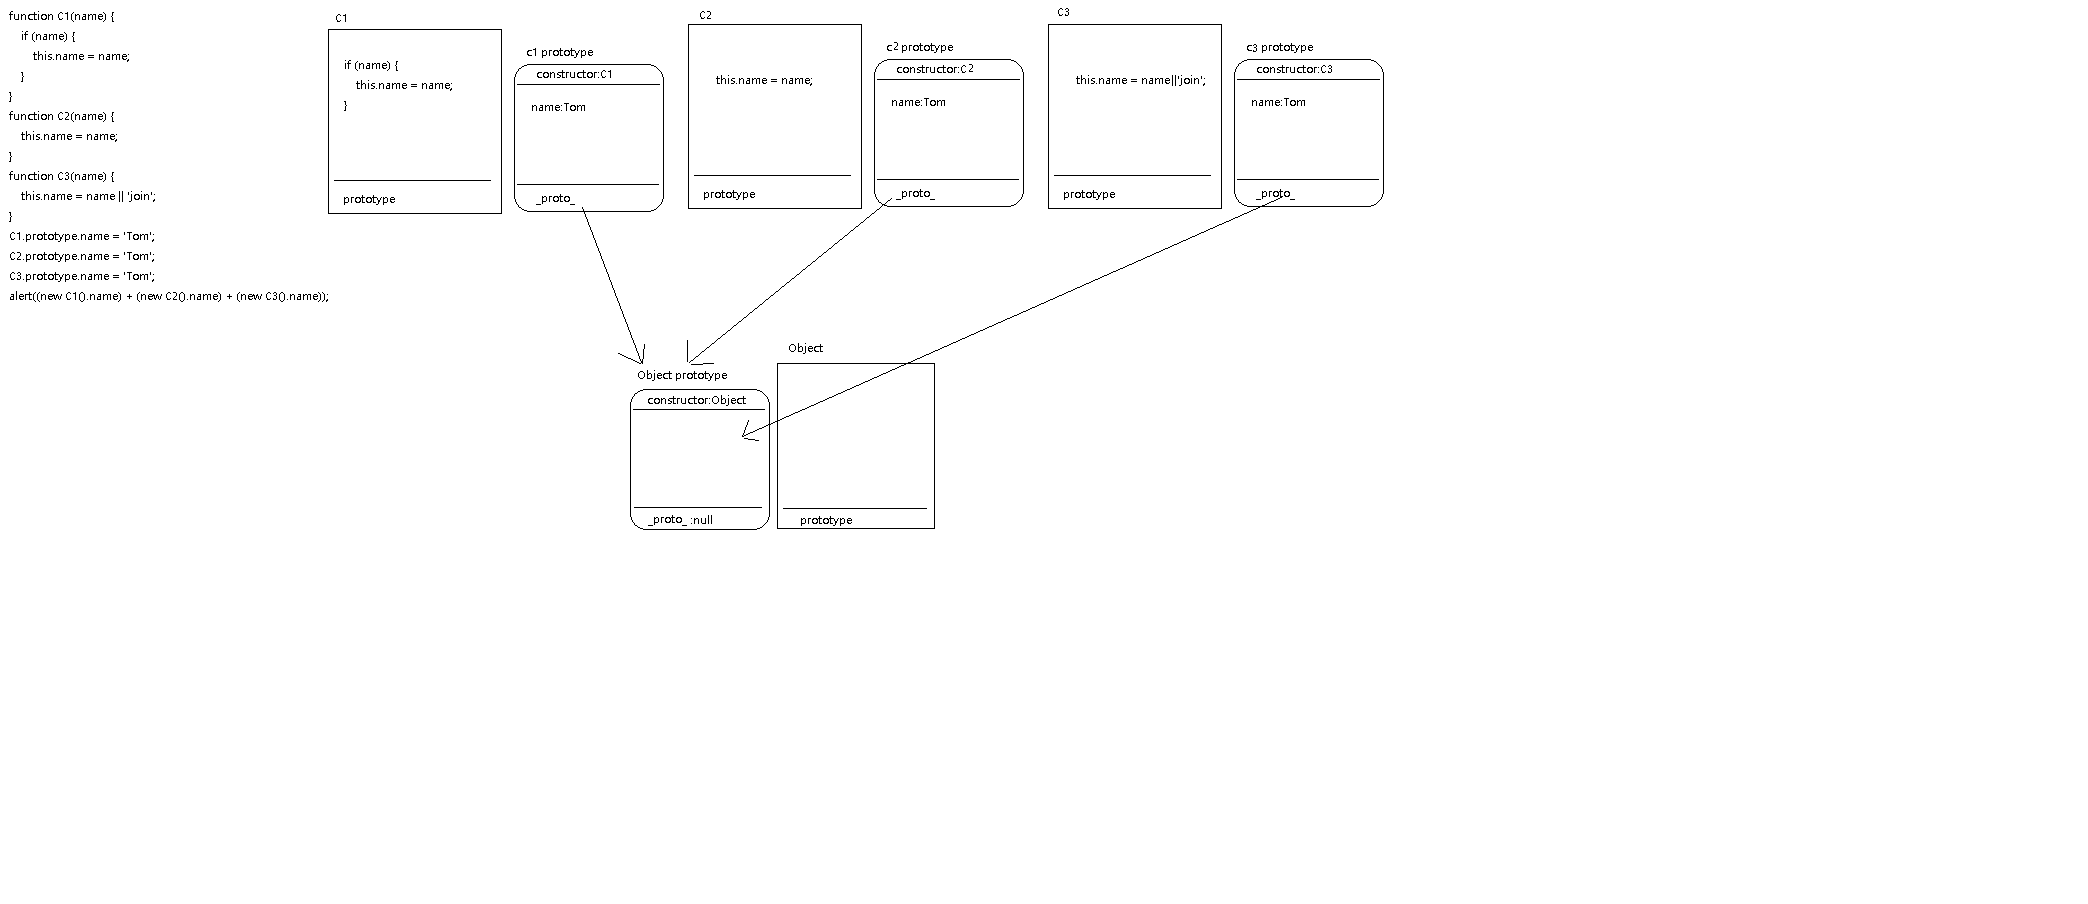 function C1(name) {
if (name) {
this.name = name;
}
}
function C2(name) {
this.name = name;
}
function C3(name) {
this.name = name || 'join';
}
C1.prototype.name = 'Tom';
C2.prototype.name = 'Tom';
C3.prototype.name = 'Tom';
alert((new C1().name) + (new C2().name) + (new C3().name));
C1
if (name) {
this.name = name;
}
prototype
c1 prototype
constructor:C1
name:Tom
_proto_
C2
this.name = name;
prototype
c2 prototype
constructor:C2
name:Tom
_proto_
C3
this.name = name||'join';
prototype
c3 prototype
constructor:C3
name:Tom
_proto_
Object prototype
constructor:Object
_proto_ :null
Object
prototype